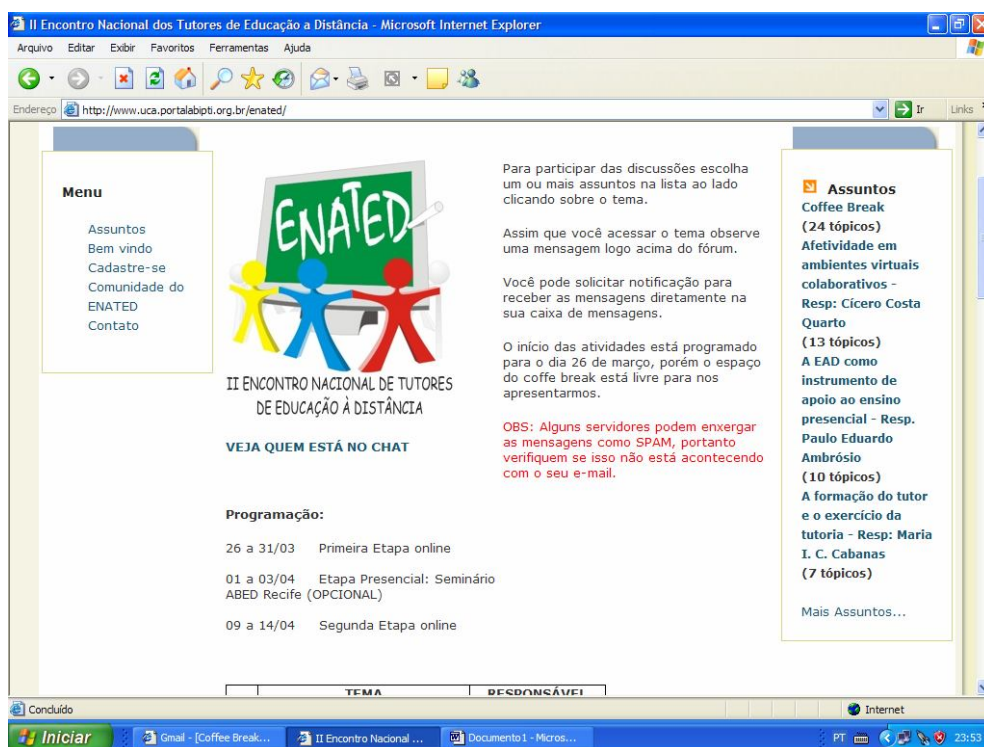 II Encontro Nacional dos Tutores de Educação a Distância - Microsoft Internet Explorer
Arquivo Editar Exibir Favoritos Ferramentas Ajuda
Endereço http://www.uca.portalabipti.org.br/enated/ Ir Links
Menu
Assuntos
Bem vindo
Cadastre-se
Comunidade do
ENATED
Contato
ENATED
II ENCONTRO NACIONAL DE TUTORES
DE EDUCAÇÃO À DISTÂNCIA
VEJA QUEM ESTÁ NO CHAT
Para participar das discussões escolha
um ou mais assuntos na lista ao lado
clicando sobre o tema.
Assim que você acessar o tema observe
uma mensagem logo acima do fórum.
Você pode solicitar notificação para
receber as mensagens diretamente na
sua caixa de mensagens.
O início das atividades está programado
para o dia 26 de março, porém o espaço
do coffe break está livre para nos
apresentarmos.
OBS: Alguns servidores podem enxergar
as mensagens como SPAM, portanto
verifiquem se isso não está acontecendo
com o seu e-mail.
Programação:
26 a 31/03 Primeira Etapa online
01 a 03/04 Etapa Presencial: Seminário
ABED Recife (OPCIONAL)
09 a 14/04 Segunda Etapa online
TEMA RESPONSÁVEL
Assuntos
Coffee Break
(24 tópicos)
Afetividade em
ambientes virtuais
colaborativos -
Resp: Cícero Costa
Quarto
(13 tópicos)
A EAD como
instrumento de
apoio ao ensino
presencial - Resp.
Paulo Eduardo
Ambrósio
(10 tópicos)
A formação do tutor
e o exercício da
tutoria - Resp: Maria
I. C. Cabanas
(7 tópicos)
Mais Assuntos...
Concluído Internet
Iniciar Gmail - [Coffee Break... II Encontro Nacional ... Documento1 - Micros... PT 23:53